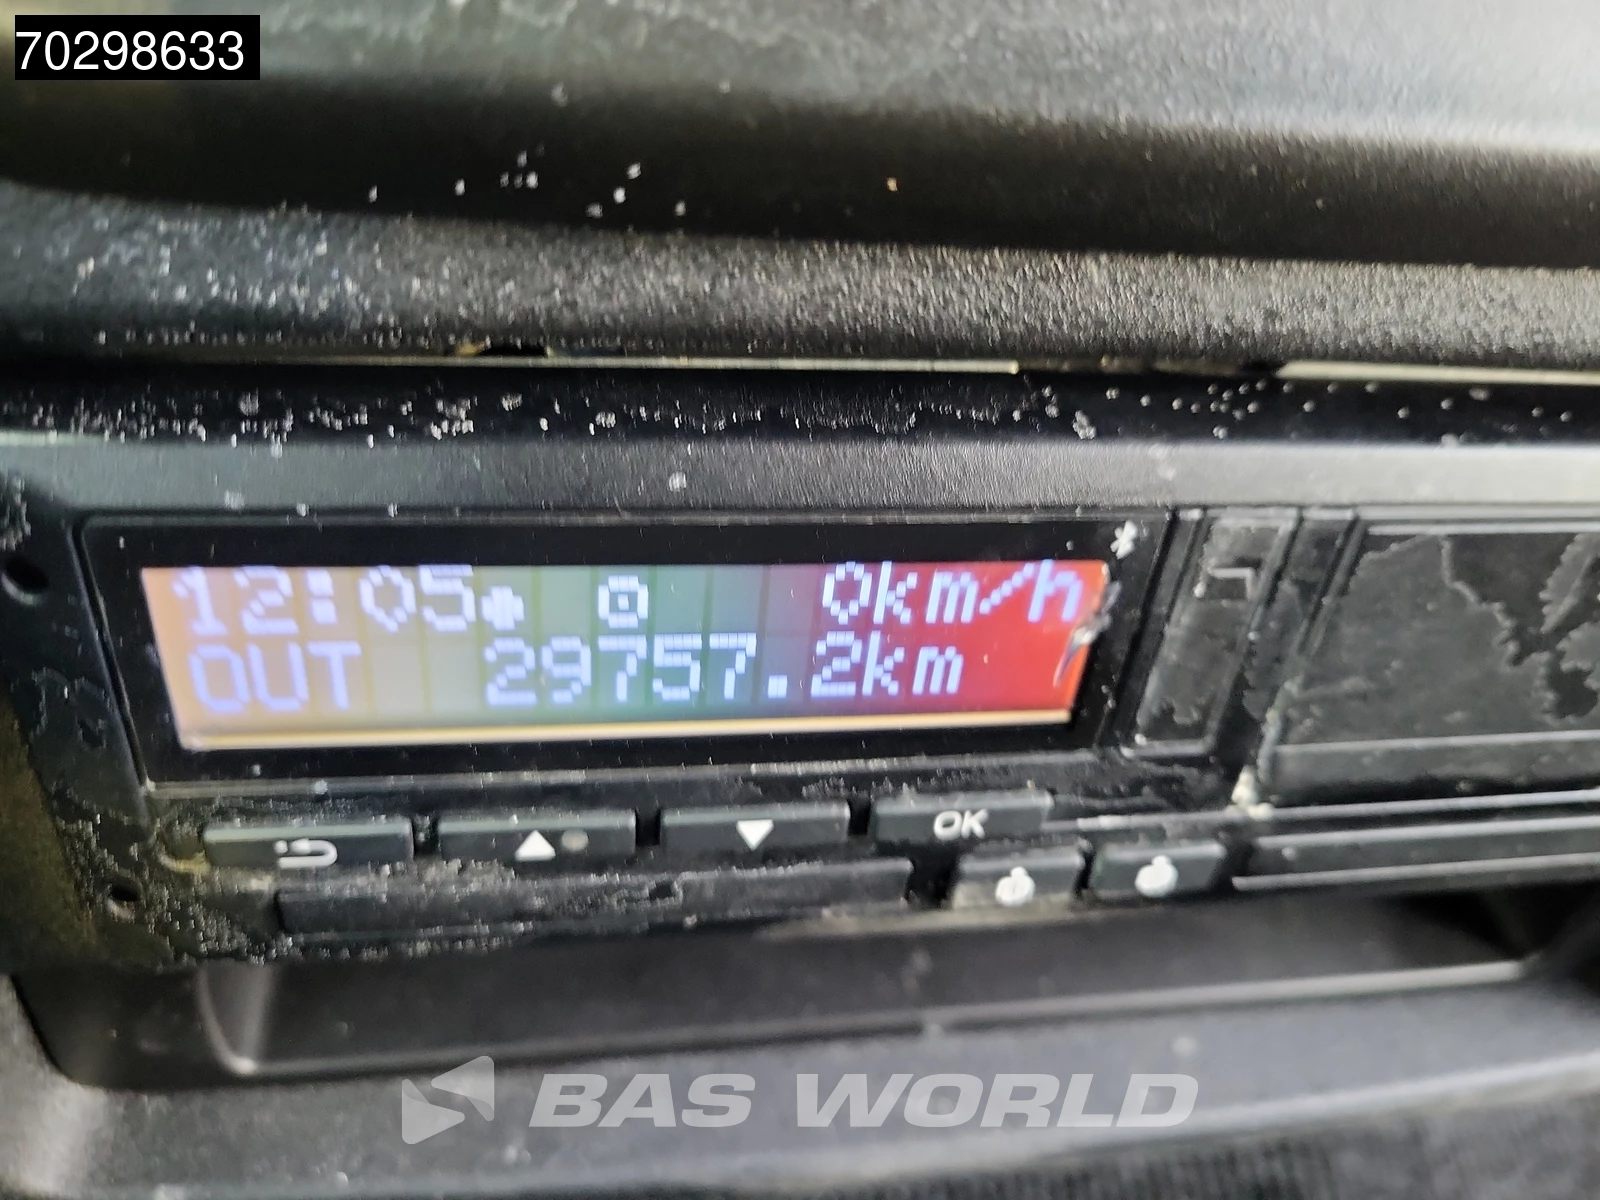 70298633
12:05 0km/h
OUT 29757.2km
OK
BAS WORLD